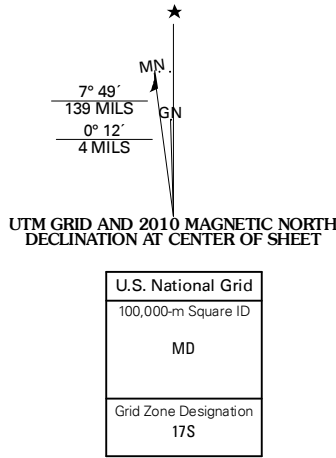 ★
MN
7° 49´
139 MILS
GN
0° 12´
4 MILS
UTM GRID AND 2010 MAGNETIC NORTH
DECLINATION AT CENTER OF SHEET
U.S. National Grid
100,000-m Square ID
MD
Grid Zone Designation
17S